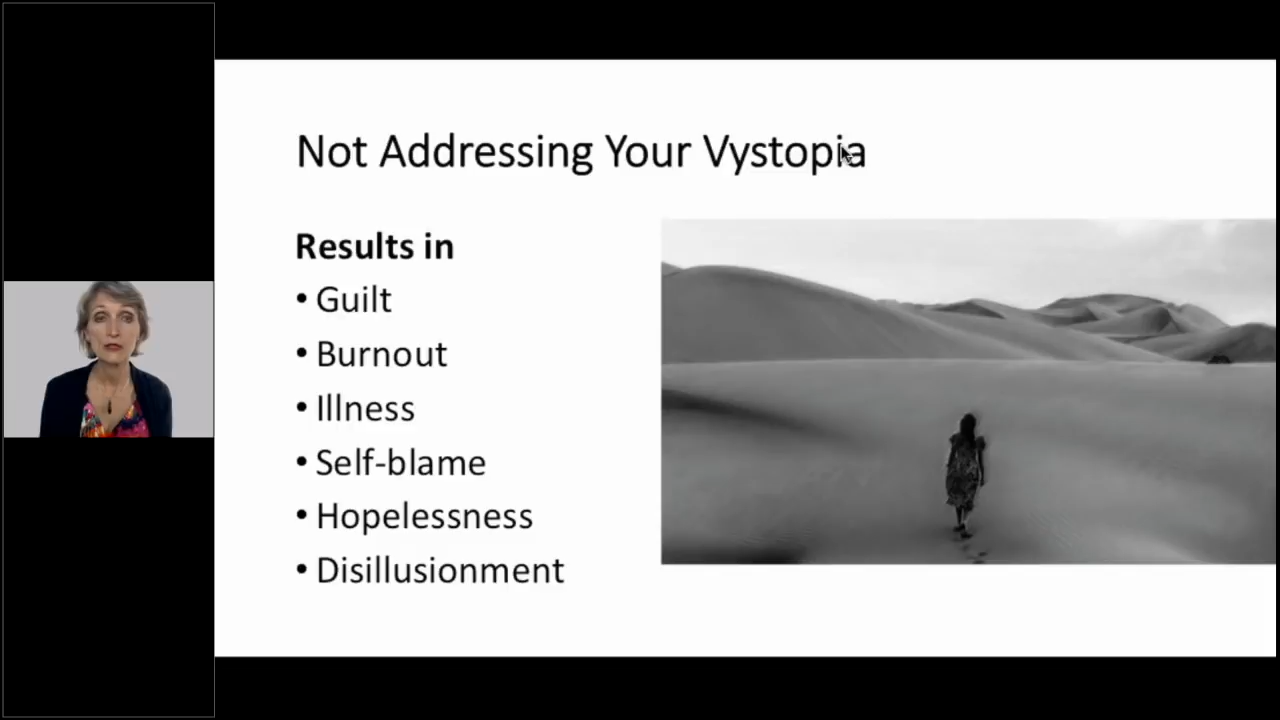 Not Addressing Your Vystopia
Results in
• Guilt
• Burnout
• Illness
• Self-blame
• Hopelessness
• Disillusionment